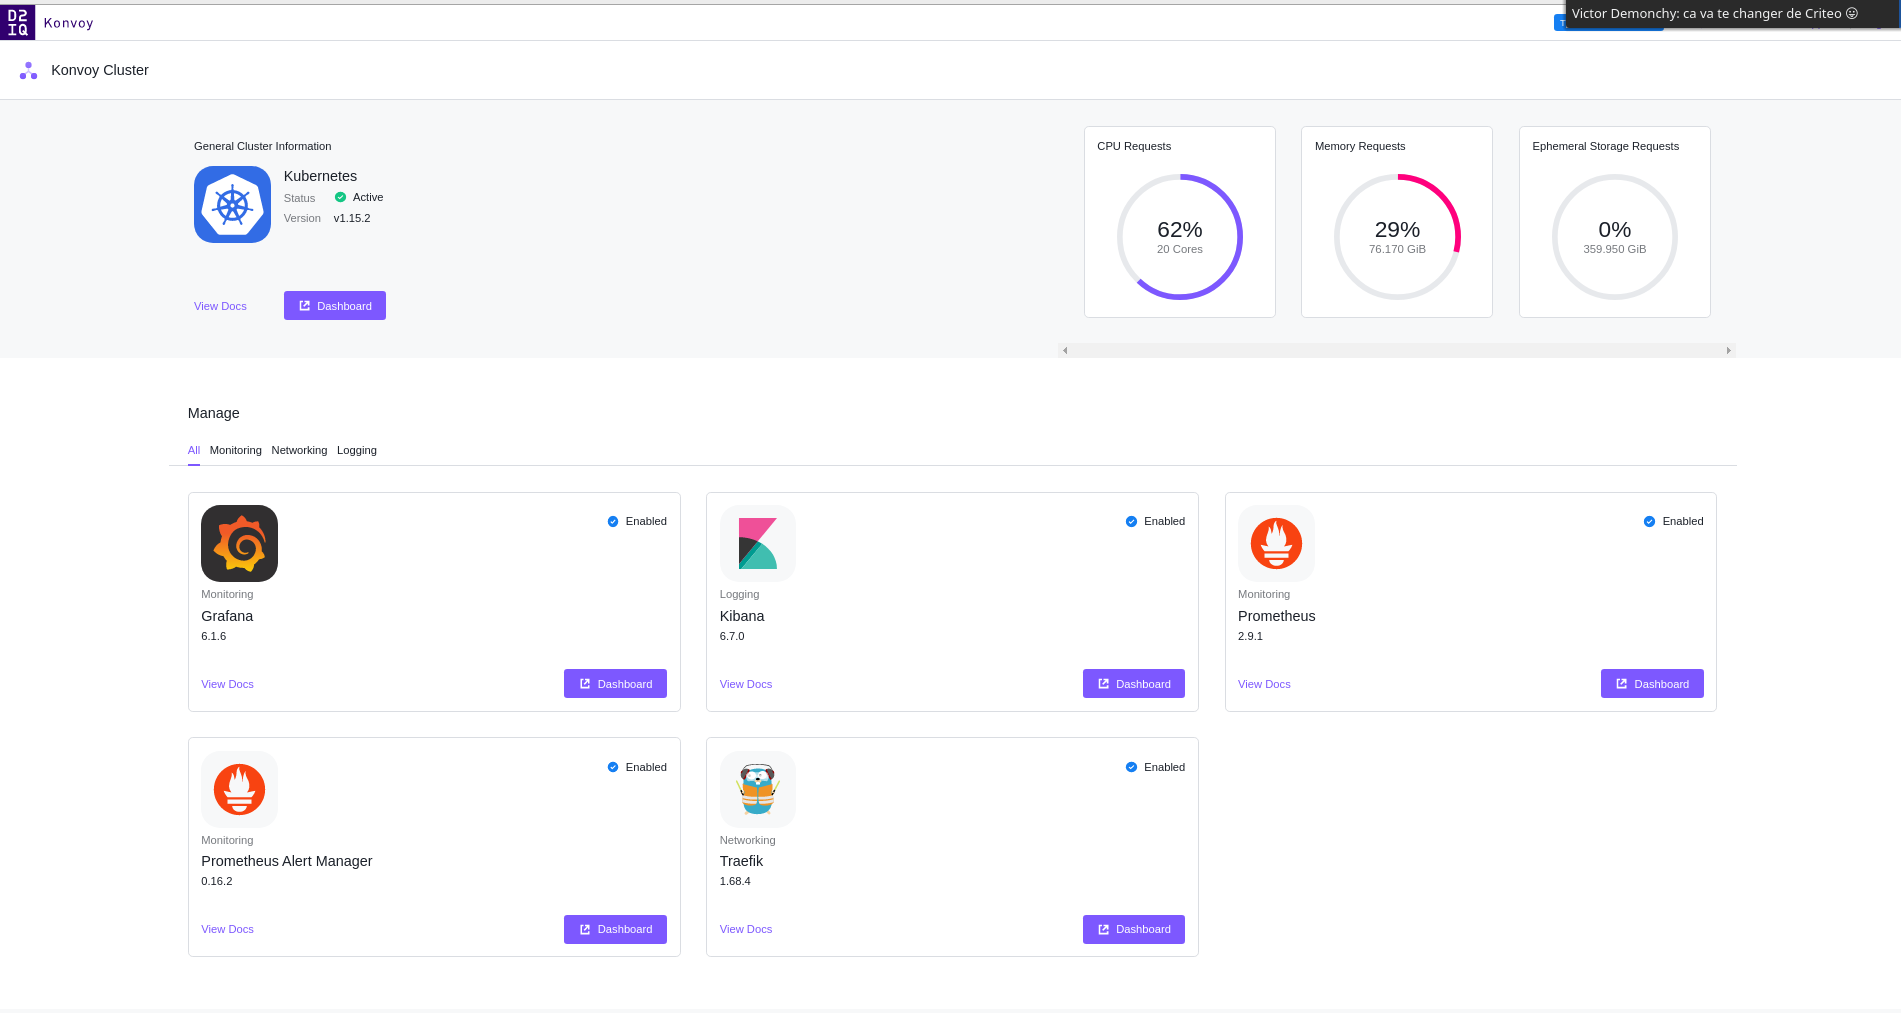 D2
IQ
Konvoy
Victor Demonchy: ca va te changer de Criteo 😛
Konvoy Cluster
General Cluster Information
Kubernetes
Status Active
Version v1.15.2
View Docs
Dashboard
CPU Requests
62%
20 Cores
Memory Requests
29%
76.170 GiB
Ephemeral Storage Requests
0%
359.950 GiB
Manage
All Monitoring Networking Logging
Enabled
Monitoring
Grafana
6.1.6
View Docs
Dashboard
Enabled
Logging
Kibana
6.7.0
View Docs
Dashboard
Enabled
Monitoring
Prometheus
2.9.1
View Docs
Dashboard
Enabled
Monitoring
Prometheus Alert Manager
0.16.2
View Docs
Dashboard
Enabled
Networking
Traefik
1.68.4
View Docs
Dashboard